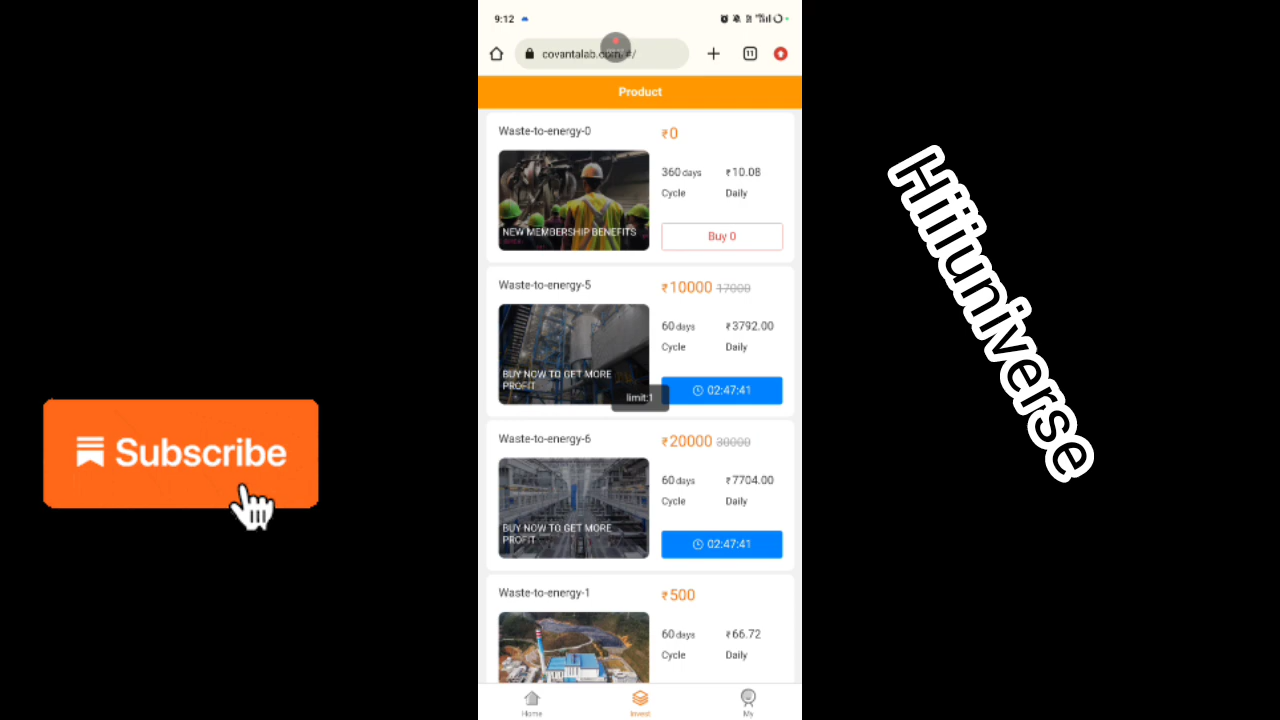 9:12
covantalab.com/#/
11
Product
Waste-to-energy-0
₹0
360 days
₹10.08
Cycle
Daily
NEW MEMBERSHIP BENEFITS
Buy 0
Waste-to-energy-5
₹10000 17000
60 days
₹3792.00
Cycle
Daily
BUY NOW TO GET MORE
PROFIT
02:47:41
limit:1
Waste-to-energy-6
₹20000 30000
60 days
₹7704.00
Cycle
Daily
BUY NOW TO GET MORE
PROFIT
02:47:41
Waste-to-energy-1
₹500
60 days
₹66.72
Cycle
Daily
Home
Invest
My
Subscribe
Hiiiuniverse